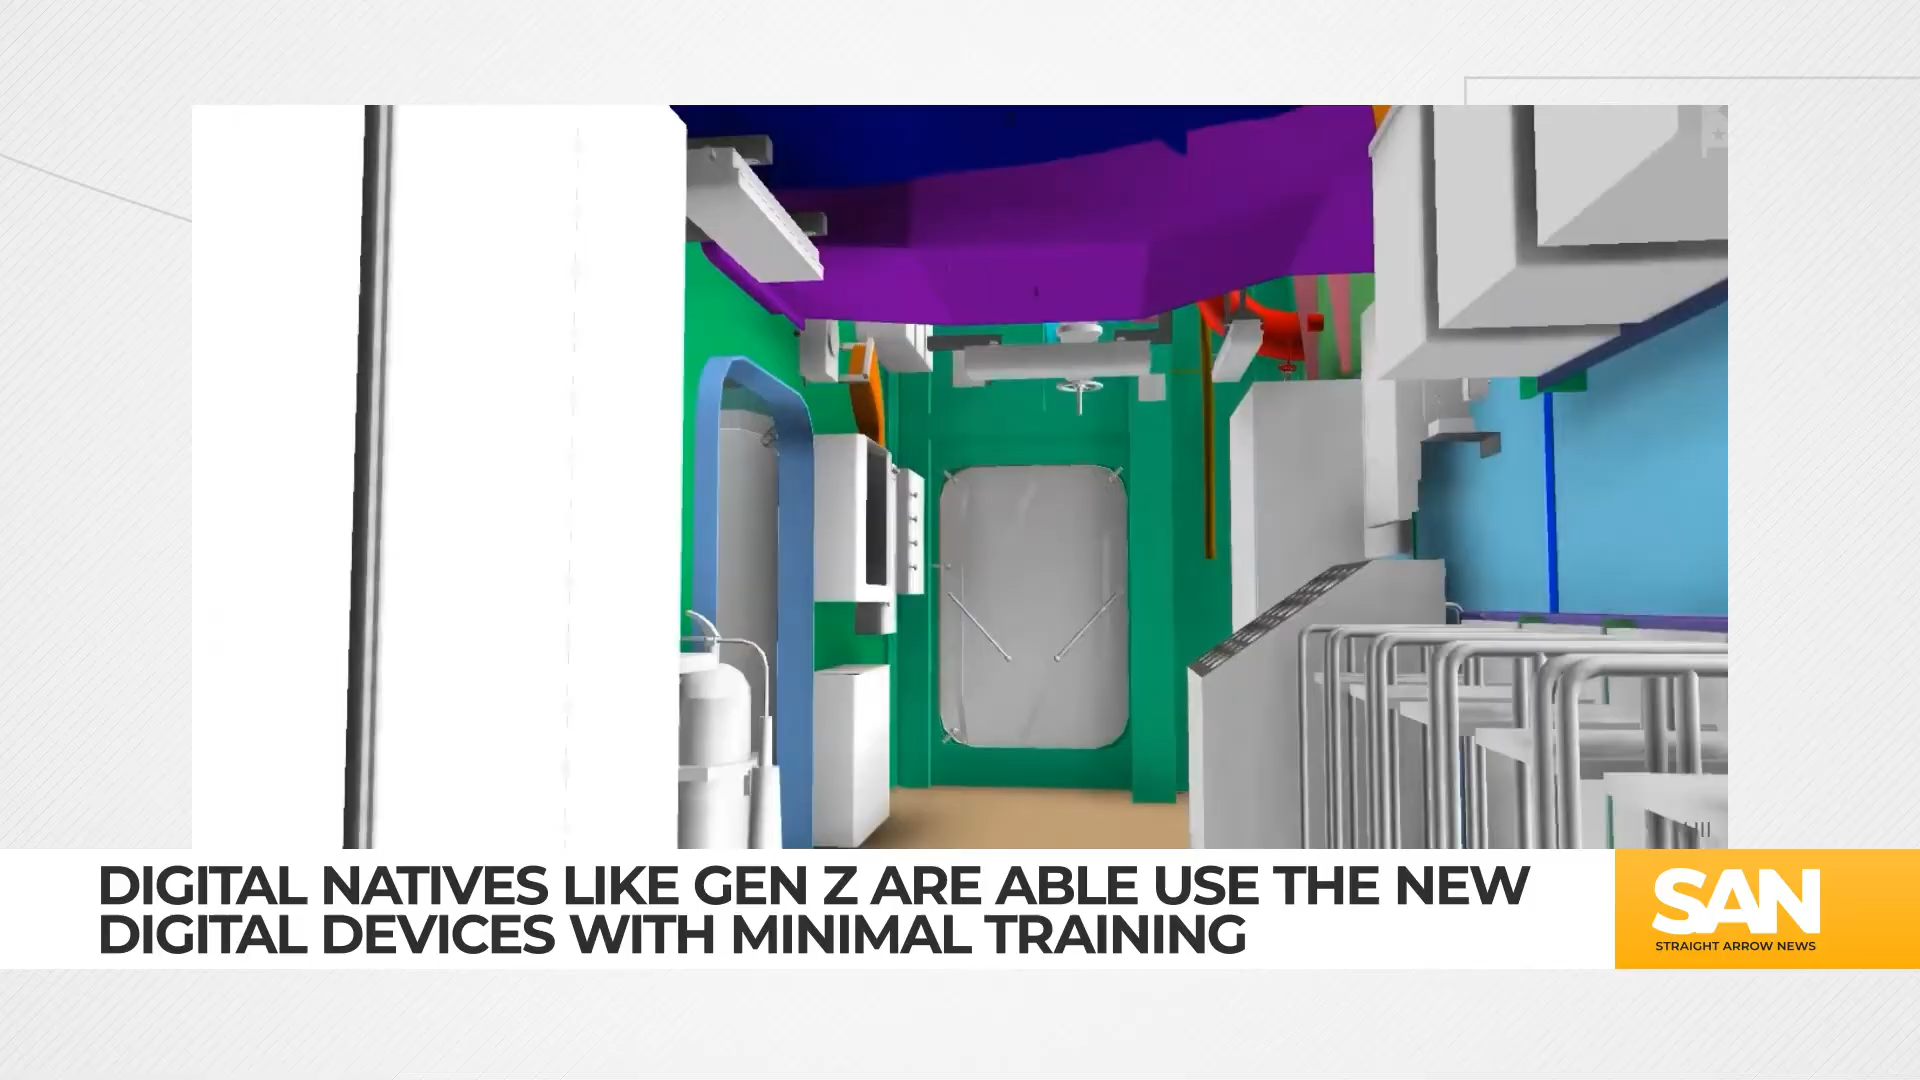 DIGITAL NATIVES LIKE GEN Z ARE ABLE USE THE NEW
DIGITAL DEVICES WITH MINIMAL TRAINING
SAN
STRAIGHT ARROW NEWS